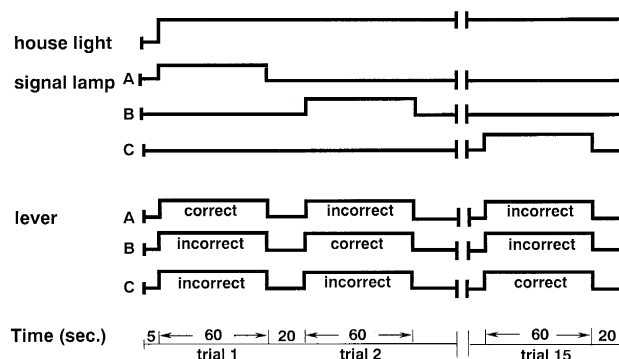 house light
signal lamp A
B
C
lever A correct incorrect incorrect
B incorrect correct incorrect
C incorrect incorrect correct
Time (sec.) 5 60 20 60 60 20
trial 1 trial 2 trial 15